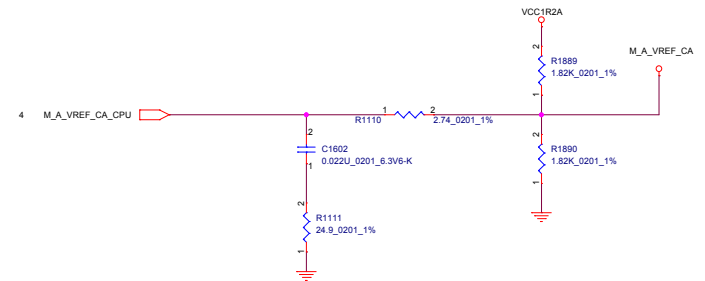 VCC1R2A
M_A_VREF_CA
2
R1889
1.82K_0201_1%
1
4 M_A_VREF_CA_CPU
1 2
R1110 2.74_0201_1%
2
C1602
0.022U_0201_6.3V6-K
1
2
R1890
1.82K_0201_1%
1
2
R1111
24.9_0201_1%
1